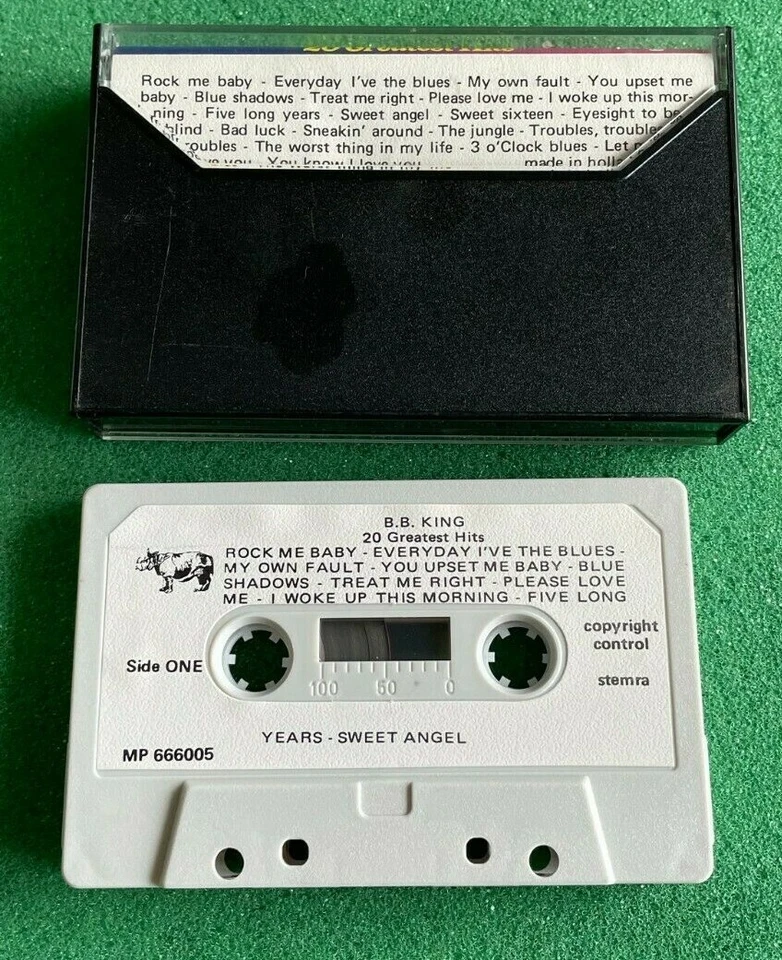 20 Greatest Hits
Rock me baby - Everyday I've the blues - My own fault - You upset me
baby - Blue shadows - Treat me right - Please love me - I woke up this mor-
ning - Five long years - Sweet angel - Sweet sixteen - Eyesight to be
blind - Bad luck - Sneakin' around - The jungle - Troubles, trouble,
troubles - The worst thing in my life - 3 o'Clock blues - Let
you - You know I love you made in holla
B.B. KING
20 Greatest Hits
ROCK ME BABY - EVERYDAY I'VE THE BLUES -
MY OWN FAULT - YOU UPSET ME BABY - BLUE
SHADOWS - TREAT ME RIGHT - PLEASE LOVE
ME - I WOKE UP THIS MORNING - FIVE LONG
copyright
control
Side ONE
stemra
100 50 0
YEARS - SWEET ANGEL
MP 666005